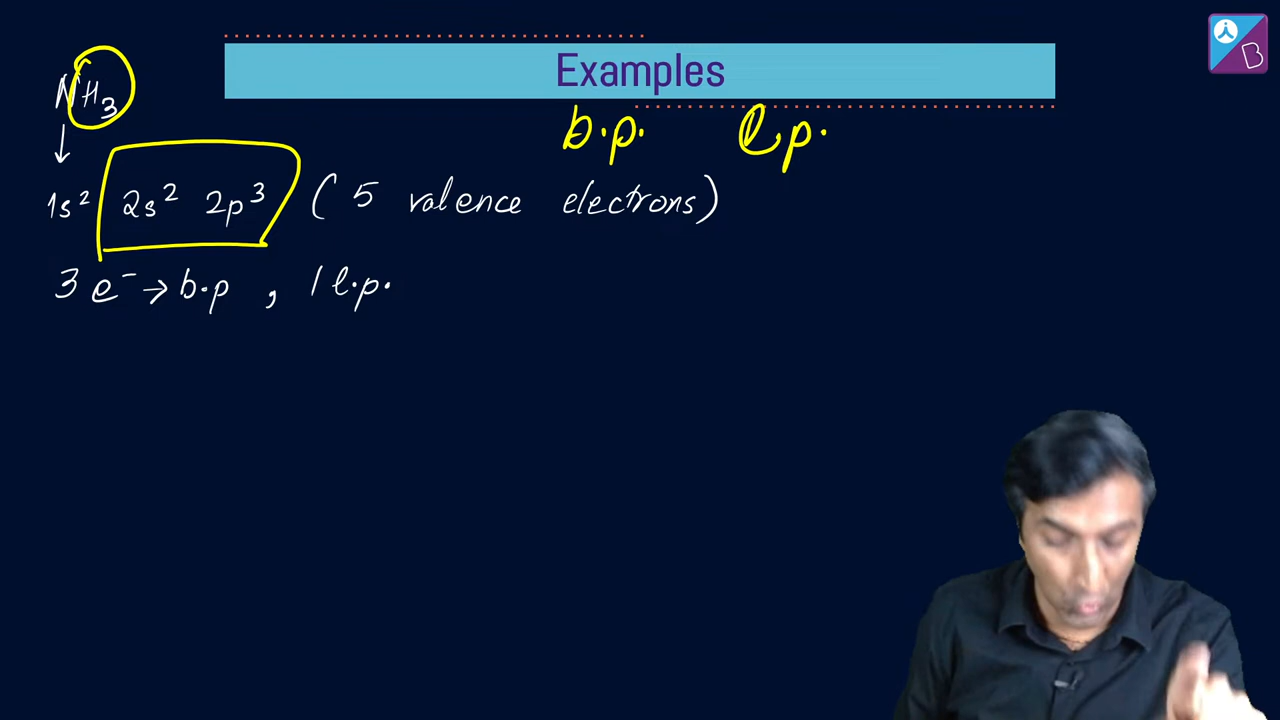 Examples
NH₃
b.p. l.p.
↓
1s² 2s² 2p³ (5 valence electrons)
3 e⁻ → b.p , 1 l.p.
B